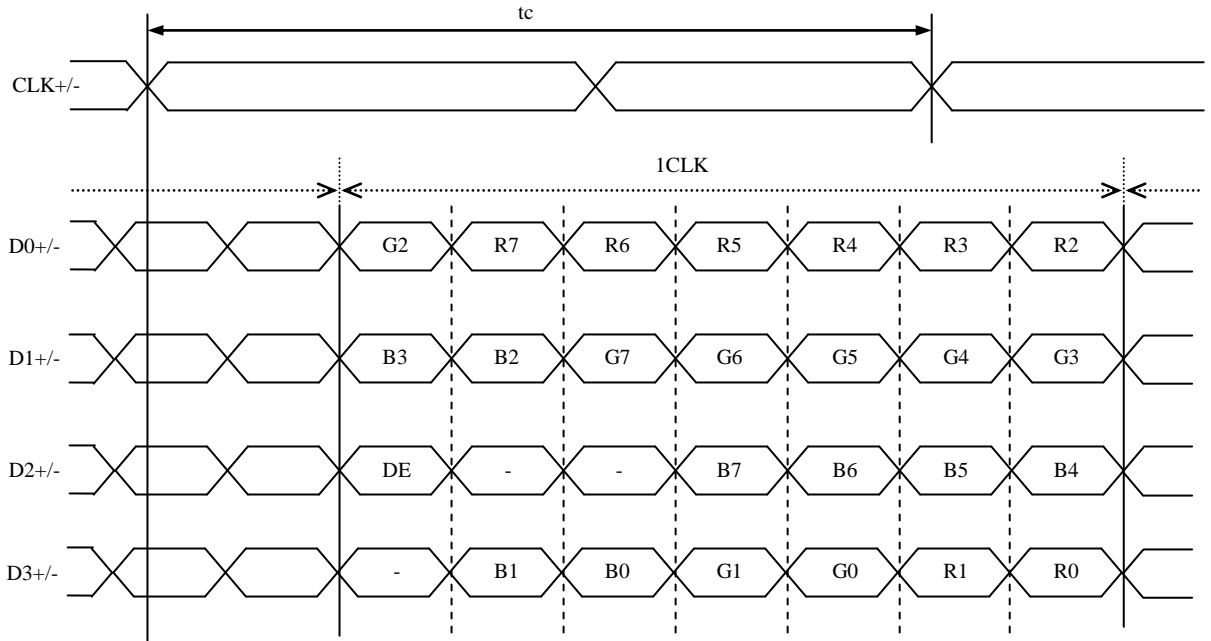 tc
CLK+/-
1CLK
D0+/- G2 R7 R6 R5 R4 R3 R2
D1+/- B3 B2 G7 G6 G5 G4 G3
D2+/- DE - - B7 B6 B5 B4
D3+/- - B1 B0 G1 G0 R1 R0